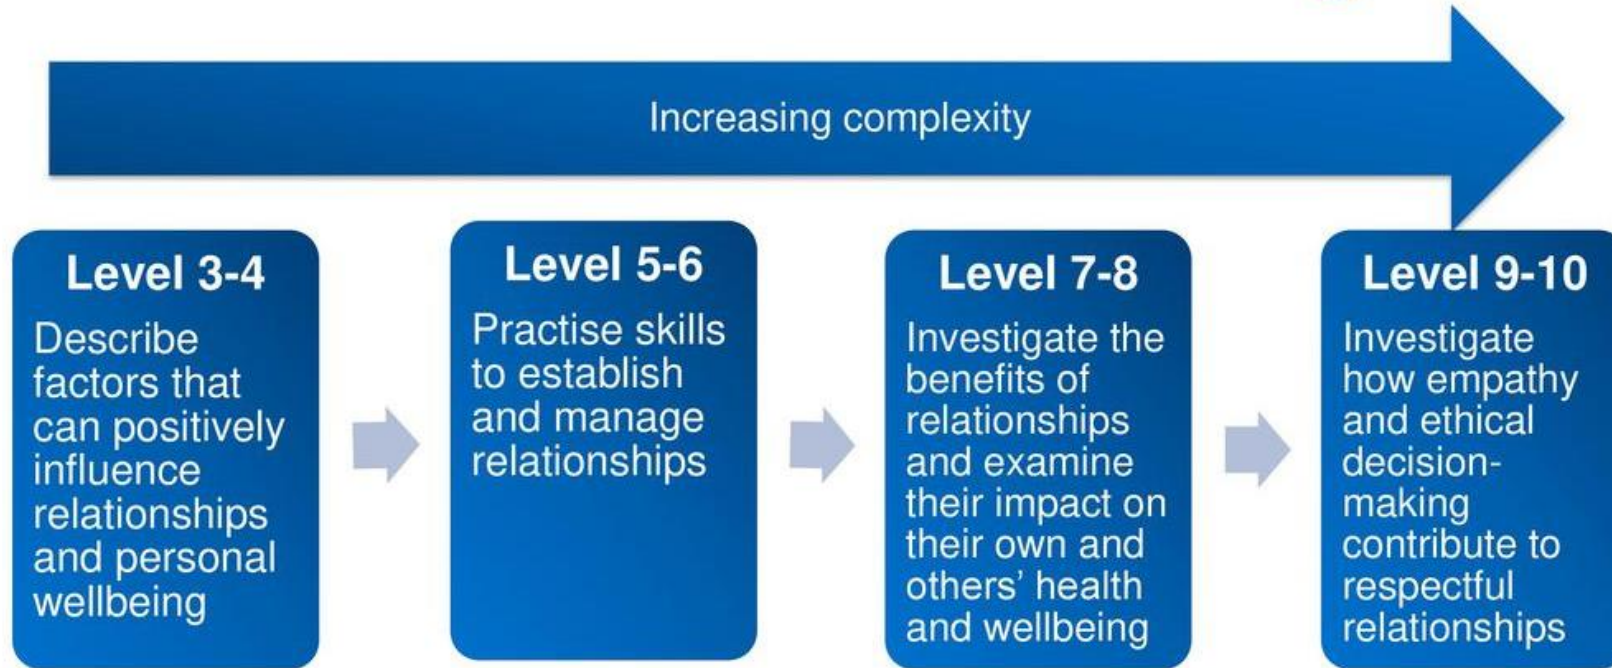 Increasing complexity
Level 3-4
Describe
factors that
can positively
influence
relationships
and personal
wellbeing
Level 5-6
Practise skills
to establish
and manage
relationships
Level 7-8
Investigate the
benefits of
relationships
and examine
their impact on
their own and
others’ health
and wellbeing
Level 9-10
Investigate
how empathy
and ethical
decision-
making
contribute to
respectful
relationships